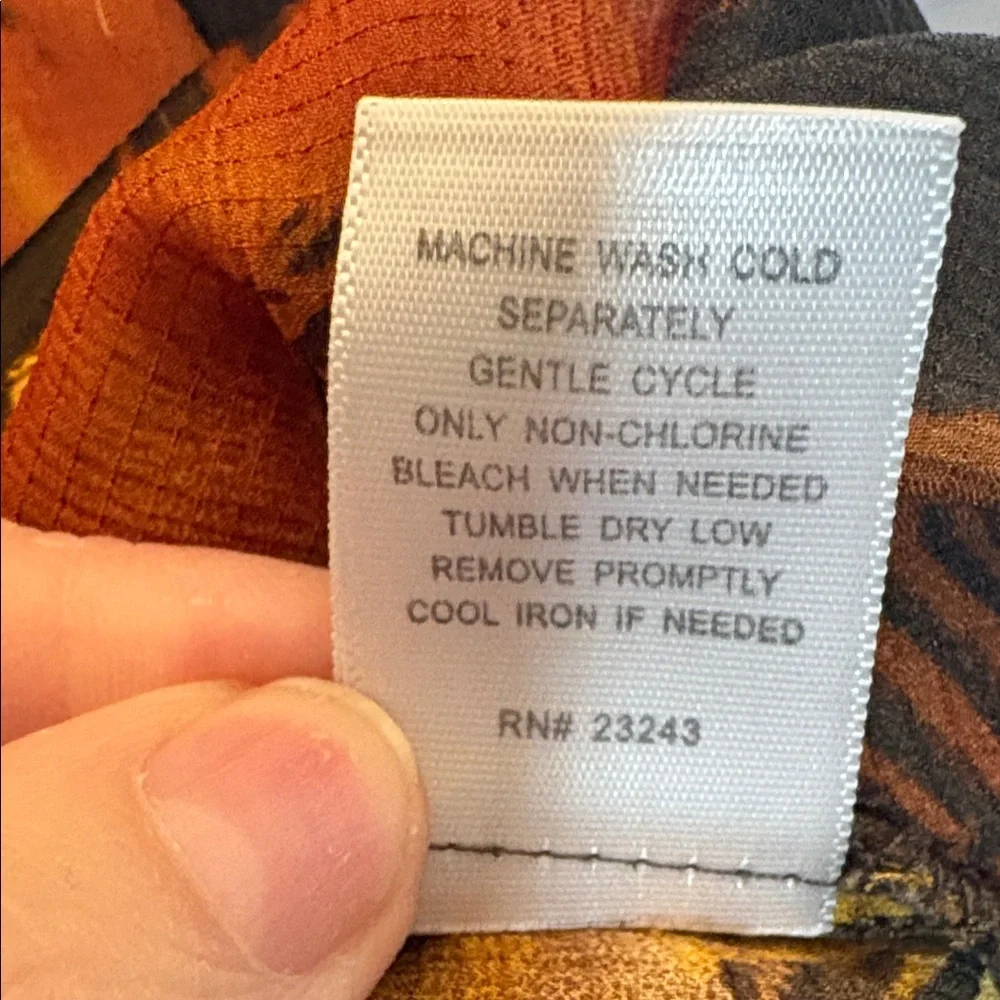 MACHINE WASH COLD
SEPARATELY
GENTLE CYCLE
ONLY NON-CHLORINE
BLEACH WHEN NEEDED
TUMBLE DRY LOW
REMOVE PROMPTLY
COOL IRON IF NEEDED
RN# 23243